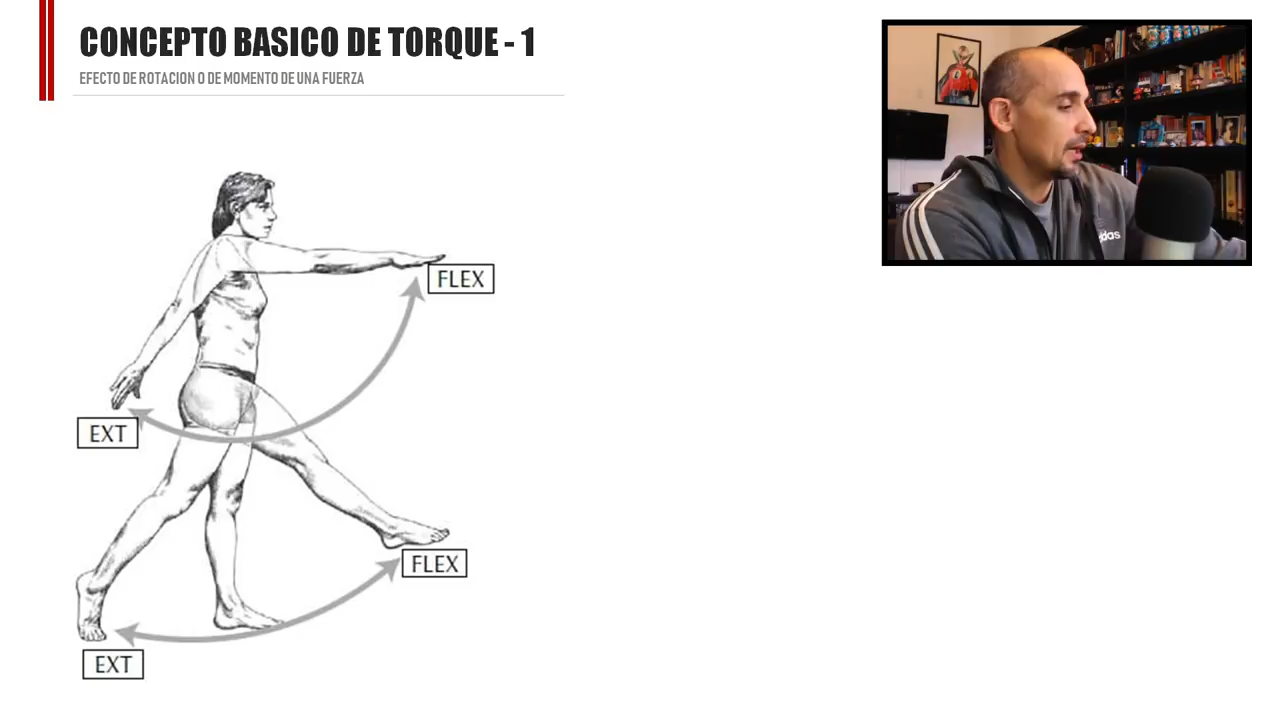 CONCEPTO BASICO DE TORQUE - 1
EFECTO DE ROTACION O DE MOMENTO DE UNA FUERZA
FLEX
EXT
FLEX
EXT